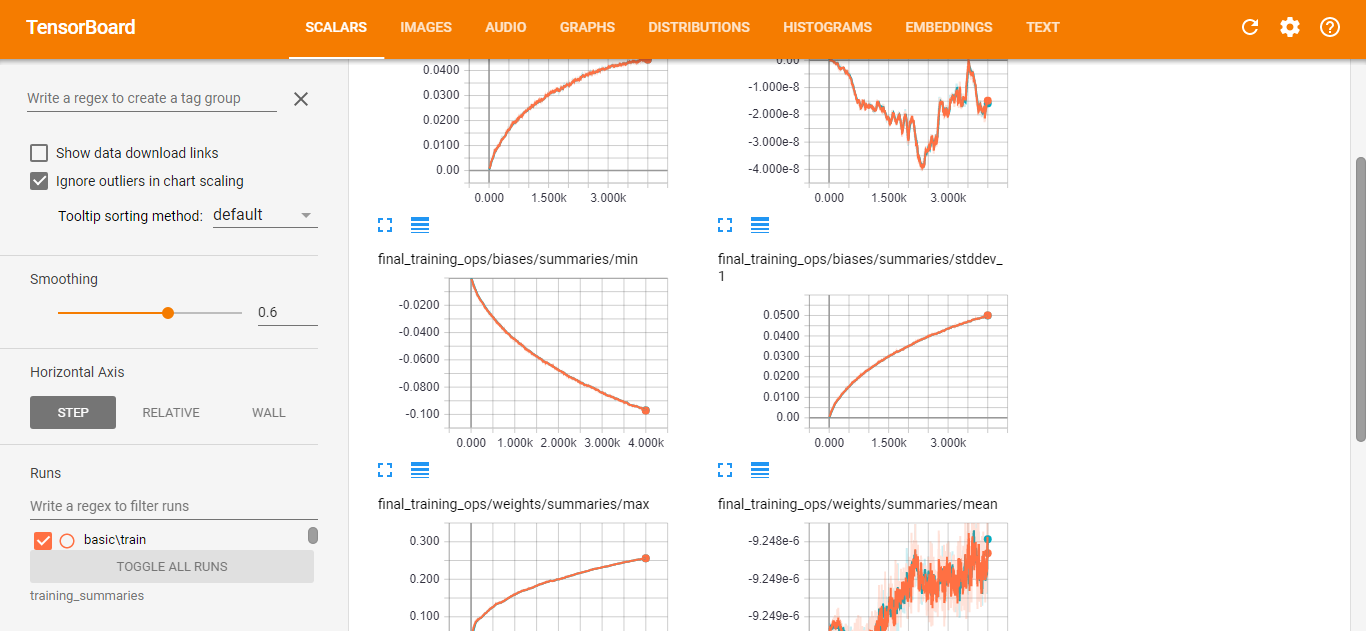 TensorBoard
SCALARS IMAGES AUDIO GRAPHS DISTRIBUTIONS HISTOGRAMS EMBEDDINGS TEXT
Write a regex to create a tag group
Show data download links
Ignore outliers in chart scaling
Tooltip sorting method: default
Smoothing
0.6
Horizontal Axis
STEP RELATIVE WALL
Runs
Write a regex to filter runs
basic\train
TOGGLE ALL RUNS
training_summaries
0.0400
0.0300
0.0200
0.0100
0.00
0.000 1.500k 3.000k
0.00
-1.000e-8
-2.000e-8
-3.000e-8
-4.000e-8
0.000 1.500k 3.000k
final_training_ops/biases/summaries/min
-0.0200
-0.0400
-0.0600
-0.0800
-0.100
0.000 1.000k 2.000k 3.000k 4.000k
final_training_ops/biases/summaries/stddev_
1
0.0500
0.0400
0.0300
0.0200
0.0100
0.00
0.000 1.500k 3.000k
final_training_ops/weights/summaries/max
0.300
0.200
0.100
final_training_ops/weights/summaries/mean
-9.248e-6
-9.249e-6
-9.249e-6